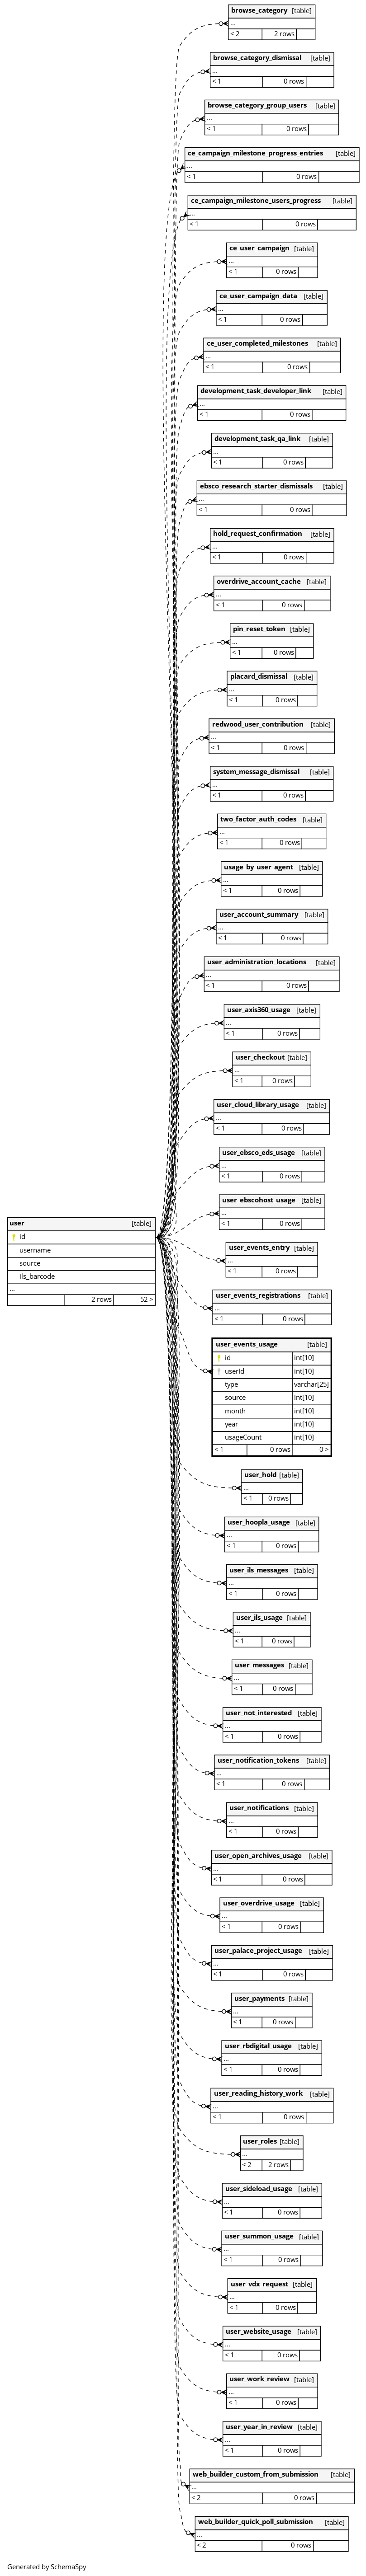 browse_category [table]
...
< 2 2 rows
browse_category_dismissal [table]
...
< 1 0 rows
browse_category_group_users [table]
...
< 1 0 rows
ce_campaign_milestone_progress_entries [table]
...
< 1 0 rows
ce_campaign_milestone_users_progress [table]
...
< 1 0 rows
ce_user_campaign [table]
...
< 1 0 rows
ce_user_campaign_data [table]
...
< 1 0 rows
ce_user_completed_milestones [table]
...
< 1 0 rows
development_task_developer_link [table]
...
< 1 0 rows
development_task_qa_link [table]
...
< 1 0 rows
ebsco_research_starter_dismissals [table]
...
< 1 0 rows
hold_request_confirmation [table]
...
< 1 0 rows
overdrive_account_cache [table]
...
< 1 0 rows
pin_reset_token [table]
...
< 1 0 rows
placard_dismissal [table]
...
< 1 0 rows
redwood_user_contribution [table]
...
< 1 0 rows
system_message_dismissal [table]
...
< 1 0 rows
two_factor_auth_codes [table]
...
< 1 0 rows
usage_by_user_agent [table]
...
< 1 0 rows
user_account_summary [table]
...
< 1 0 rows
user_administration_locations [table]
...
< 1 0 rows
user_axis360_usage [table]
...
< 1 0 rows
user_checkout [table]
...
< 1 0 rows
user_cloud_library_usage [table]
...
< 1 0 rows
user_ebsco_eds_usage [table]
...
< 1 0 rows
user_ebscohost_usage [table]
...
< 1 0 rows
user [table]
id
username
source
ils_barcode
...
2 rows 52 >
user_events_entry [table]
...
< 1 0 rows
user_events_registrations [table]
...
< 1 0 rows
user_events_usage [table]
id int[10]
userId int[10]
type varchar[25]
source int[10]
month int[10]
year int[10]
usageCount int[10]
< 1 0 rows 0 >
user_hold [table]
...
< 1 0 rows
user_hoopla_usage [table]
...
< 1 0 rows
user_ils_messages [table]
...
< 1 0 rows
user_ils_usage [table]
...
< 1 0 rows
user_messages [table]
...
< 1 0 rows
user_not_interested [table]
...
< 1 0 rows
user_notification_tokens [table]
...
< 1 0 rows
user_notifications [table]
...
< 1 0 rows
user_open_archives_usage [table]
...
< 1 0 rows
user_overdrive_usage [table]
...
< 1 0 rows
user_palace_project_usage [table]
...
< 1 0 rows
user_payments [table]
...
< 1 0 rows
user_rbdigital_usage [table]
...
< 1 0 rows
user_reading_history_work [table]
...
< 1 0 rows
user_roles [table]
...
< 2 2 rows
user_sideload_usage [table]
...
< 1 0 rows
user_summon_usage [table]
...
< 1 0 rows
user_vdx_request [table]
...
< 1 0 rows
user_website_usage [table]
...
< 1 0 rows
user_work_review [table]
...
< 1 0 rows
user_year_in_review [table]
...
< 1 0 rows
web_builder_custom_from_submission [table]
...
< 2 0 rows
web_builder_quick_poll_submission [table]
...
< 2 0 rows
Generated by SchemaSpy